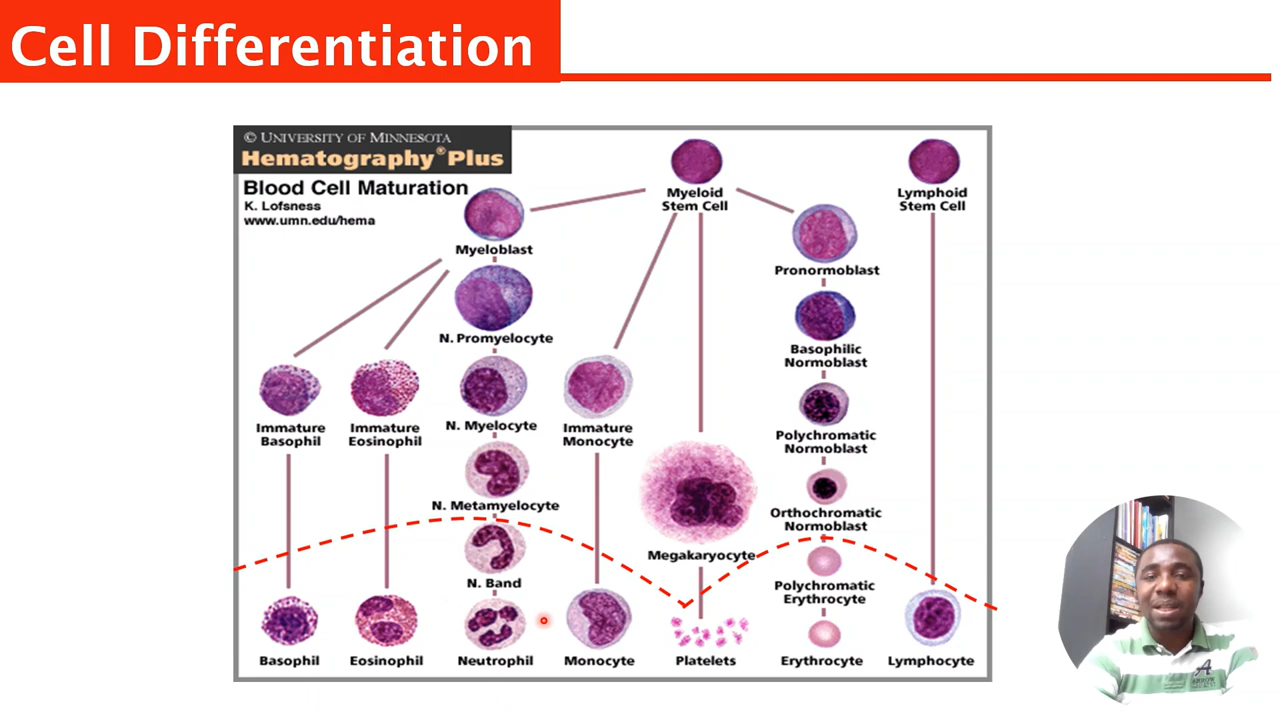 Cell Differentiation
© UNIVERSITY OF MINNESOTA
Hematography® Plus
Blood Cell Maturation
K. Lofsness
www.umn.edu/hema
Myeloid
Stem Cell
Lymphoid
Stem Cell
Myeloblast
Pronormoblast
N. Promyelocyte
Basophilic
Normoblast
Immature
Basophil
Immature
Eosinophil
N. Myelocyte
Immature
Monocyte
Polychromatic
Normoblast
N. Metamyelocyte
Orthochromatic
Normoblast
Megakaryocyte
N. Band
Polychromatic
Erythrocyte
Basophil
Eosinophil
Neutrophil
Monocyte
Platelets
Erythrocyte
Lymphocyte